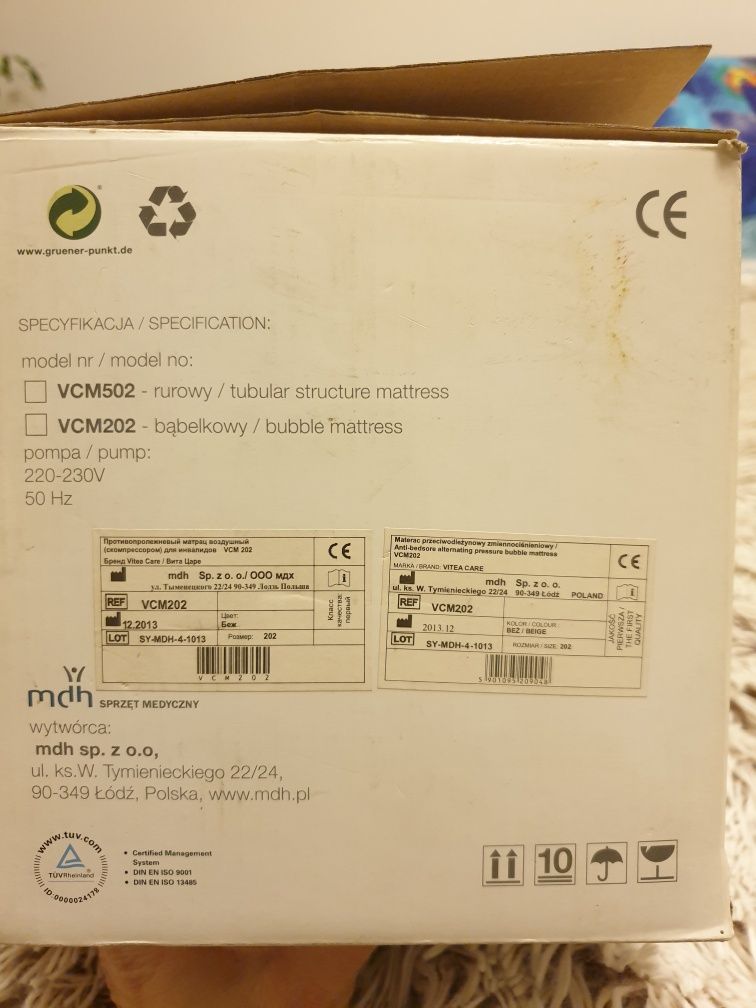 www.gruener-punkt.de
CE
SPECYFIKACJA / SPECIFICATION:
model nr / model no:
VCM502 - rurowy / tubular structure mattress
VCM202 - bąbelkowy / bubble mattress
pompa / pump:
220-230V
50 Hz
Противопролежневый матрац воздушный
(скомпрессором) для инвалидов VCM 202
Бренд Vitea Care / Вита Царе
CE
mdh Sp. z o. o./ ООО мдх
ул. Тыменецкого 22/24 90-349 Лодзь Польша
REF VCM202
12.2013
Цвет:
Беж
Класс качества: первый
LOT SY-MDH-4-1013 Розмер: 202
VCM202
Materac przeciwodleżynowy zmiennociśnieniowy /
Anti-bedsore alternating pressure bubble mattress
VCM202
MARKA / BRAND: VITEA CARE
CE
mdh Sp. z o. o.
ul. ks. W. Tymienieckiego 22/24 90-349 Łódź POLAND
REF VCM202
2013.12
KOLOR / COLOUR :
BEŻ / BEIGE
JAKOŚĆ PIERWSZA / THE FIRST QUALITY
LOT SY-MDH-4-1013 ROZMIAR / SIZE: 202
5901095209048
mdh SPRZĘT MEDYCZNY
wytwórca:
mdh sp. z o.o,
ul. ks.W. Tymienieckiego 22/24,
90-349 Łódź, Polska, www.mdh.pl
www.tuv.com
TÜVRheinland
ID:0000024178
• Certified Management
System
• DIN EN ISO 9001
• DIN EN ISO 13485
10